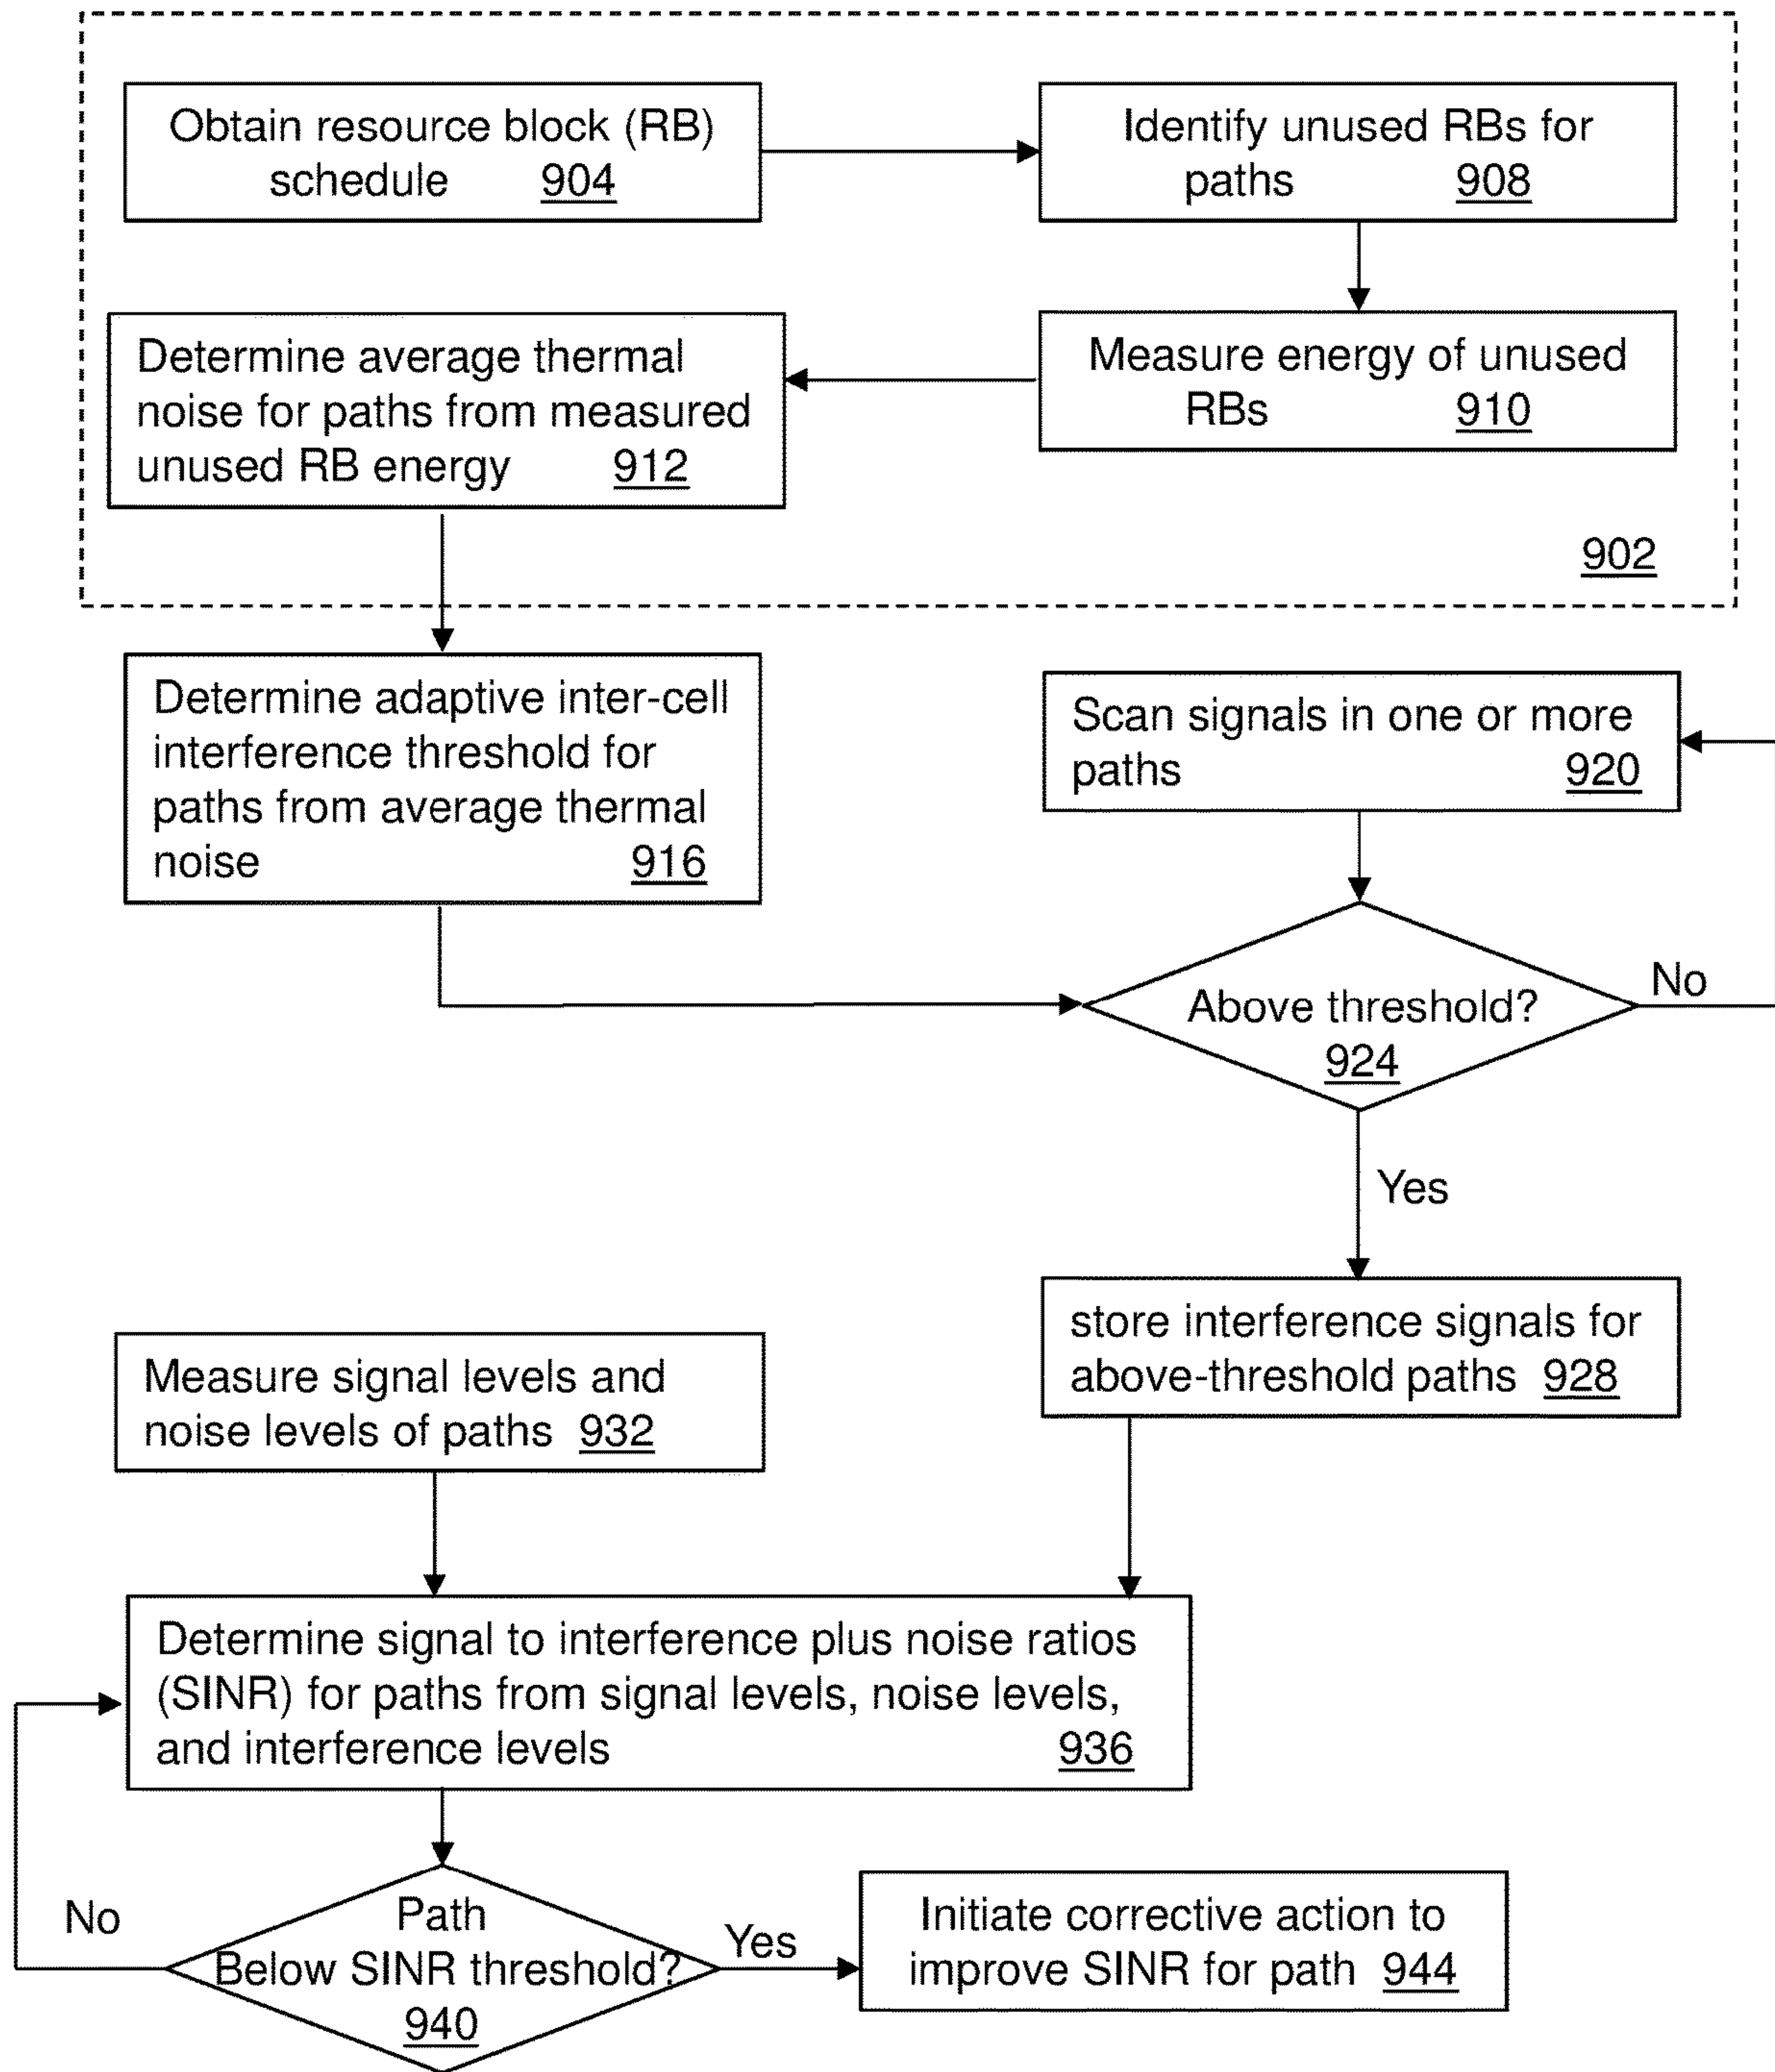 Obtain resource block (RB)
schedule 904
Identify unused RBs for
paths 908
Determine average thermal
noise for paths from measured
unused RB energy 912
Measure energy of unused
RBs 910
902
Determine adaptive inter-cell
interference threshold for
paths from average thermal
noise 916
Scan signals in one or more
paths 920
Above threshold?
924
No
Yes
store interference signals for
above-threshold paths 928
Measure signal levels and
noise levels of paths 932
Determine signal to interference plus noise ratios
(SINR) for paths from signal levels, noise levels,
and interference levels 936
No
Path
Below SINR threshold?
940
Yes
Initiate corrective action to
improve SINR for path 944